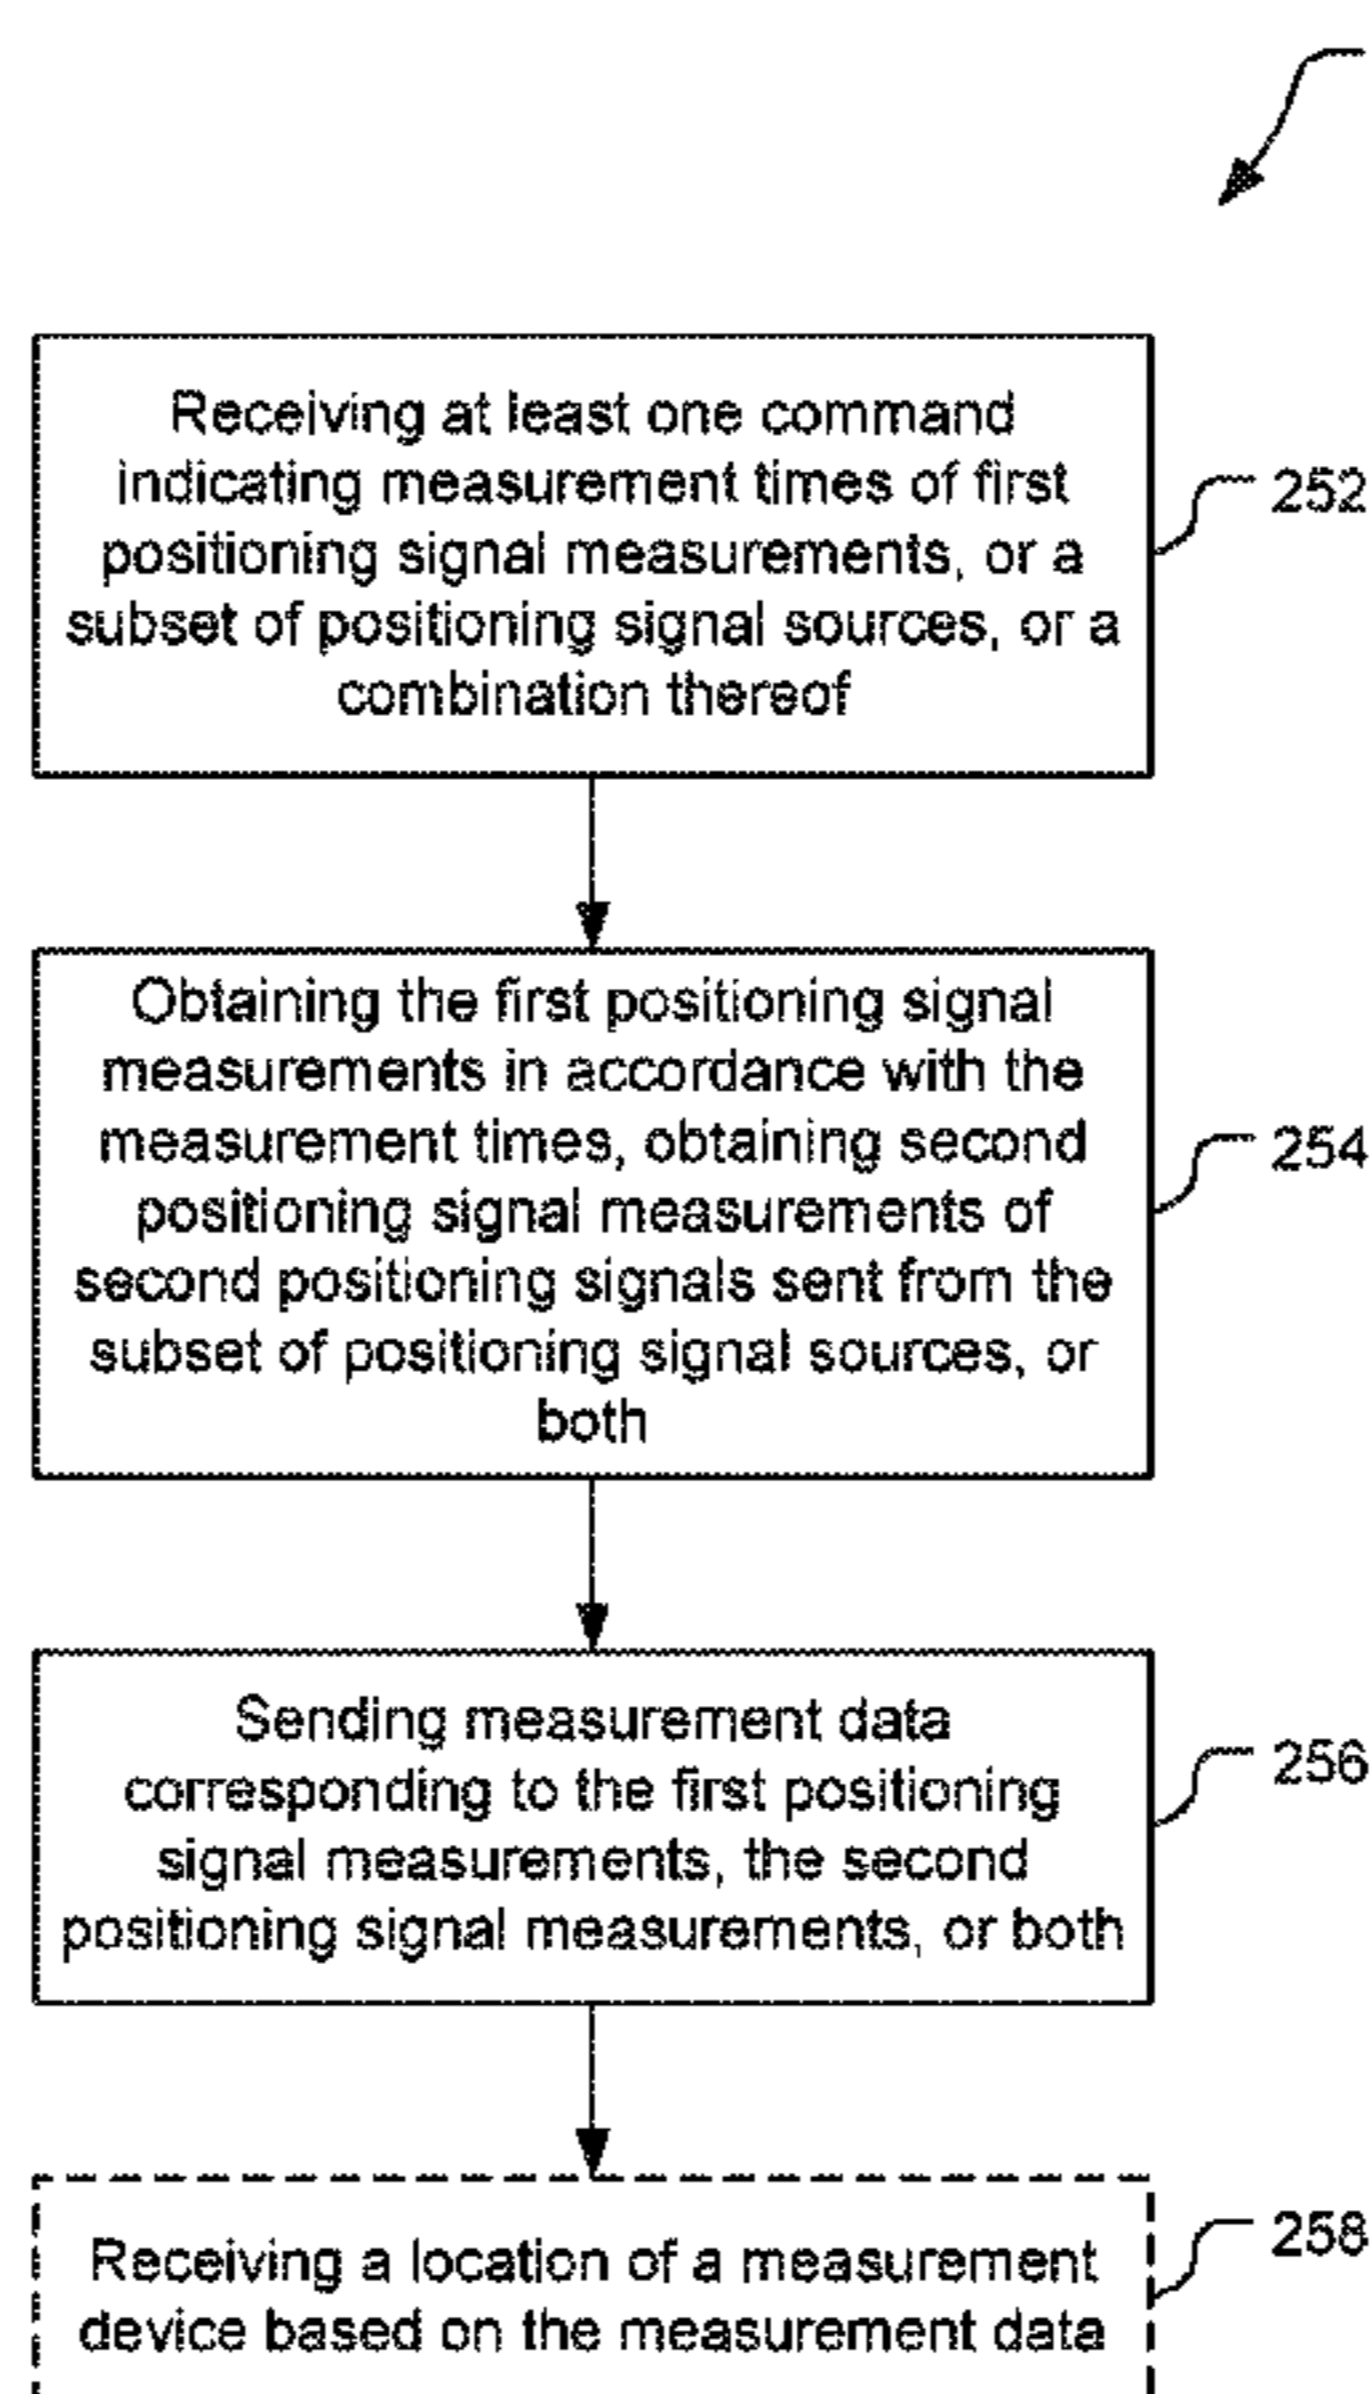 Receiving at least one command
indicating measurement times of first
positioning signal measurements, or a
subset of positioning signal sources, or a
combination thereof
252
Obtaining the first positioning signal
measurements in accordance with the
measurement times, obtaining second
positioning signal measurements of
second positioning signals sent from the
subset of positioning signal sources, or
both
254
Sending measurement data
corresponding to the first positioning
signal measurements, the second
positioning signal measurements, or both
256
Receiving a location of a measurement
device based on the measurement data
258